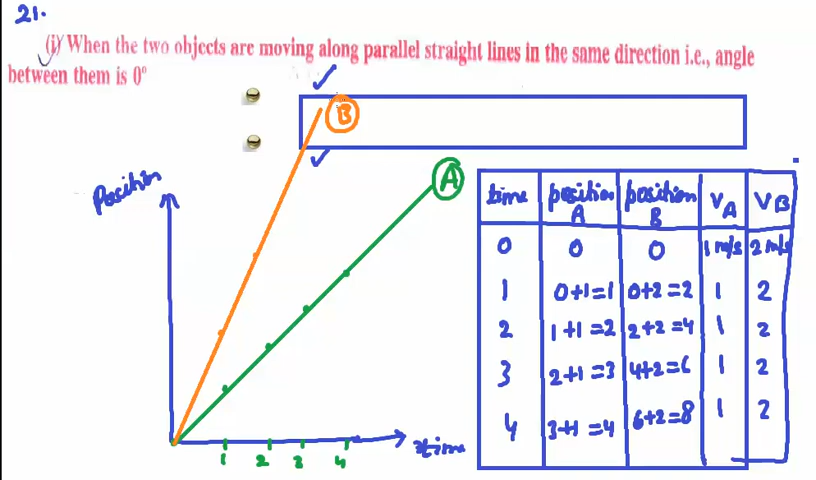 21.
(i) When the two objects are moving along parallel straight lines in the same direction i.e., angle
between them is 0°
B
A
Position
time
1 2 3 4
time position A position B VA VB
0 0 0 1 m/s 2 m/s
1 0+1=1 0+2=2 1 2
2 1+1=2 2+2=4 1 2
3 2+1=3 4+2=6 1 2
4 3+1=4 6+2=8 1 2